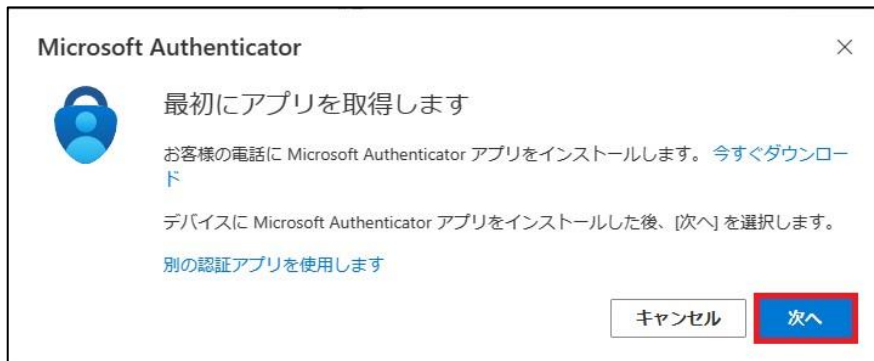 Microsoft Authenticator
最初にアプリを取得します
お客様の電話に Microsoft Authenticator アプリをインストールします。 今すぐダウンロー
ド
デバイスに Microsoft Authenticator アプリをインストールした後、[次へ] を選択します。
別の認証アプリを使用します
キャンセル
次へ